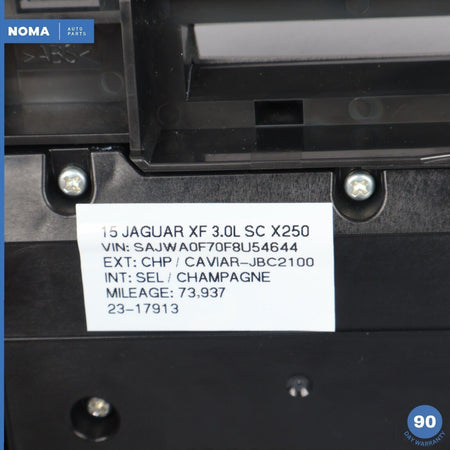 NOMA AUTO PARTS
>ABS<
15 JAGUAR XF 3.0L SC X250
VIN: SAJWA0F70F8U54644
EXT: CHP / CAVIAR-JBC2100
INT: SEL / CHAMPAGNE
MILEAGE: 73,937
23-17913
90
DAY WARRANTY